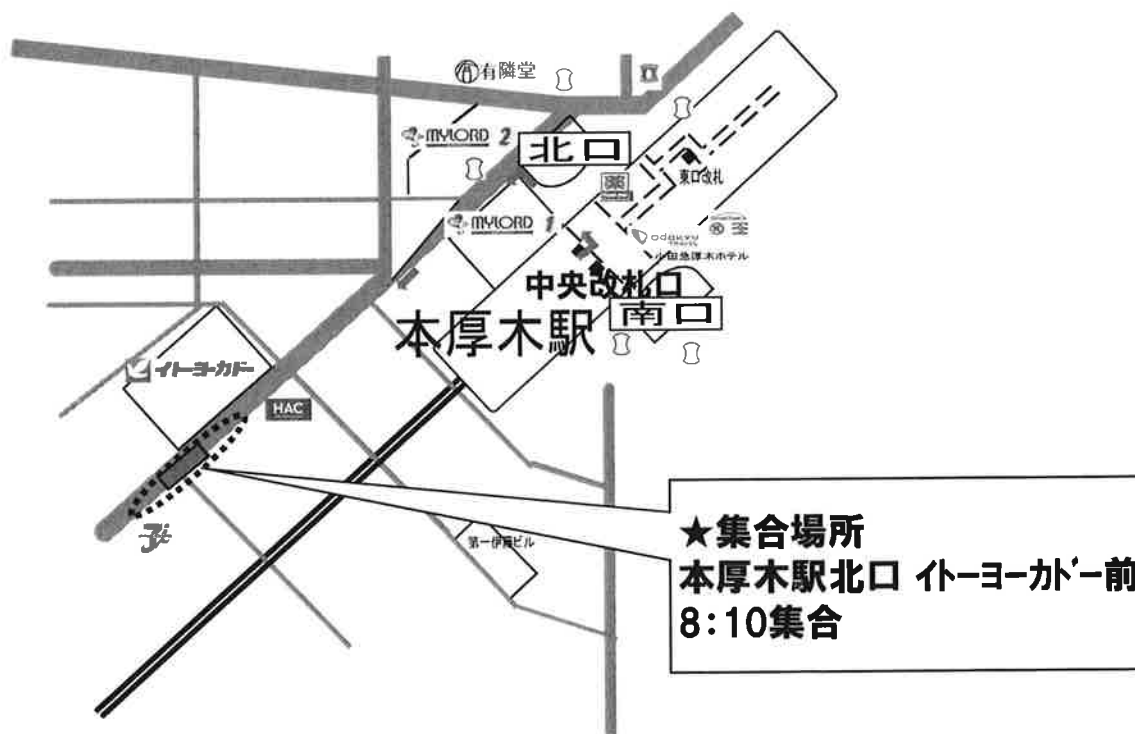 有隣堂
MYLORD 2
北口
東口改札
MYLORD 1
odakyu
TRAVEL
小田急厚木ホテル
中央改札口
南口
本厚木駅
イトーヨーカドー
HAC
第一伊藤ビル
★集合場所
本厚木駅北口 イトーヨーカドー前
8:10集合